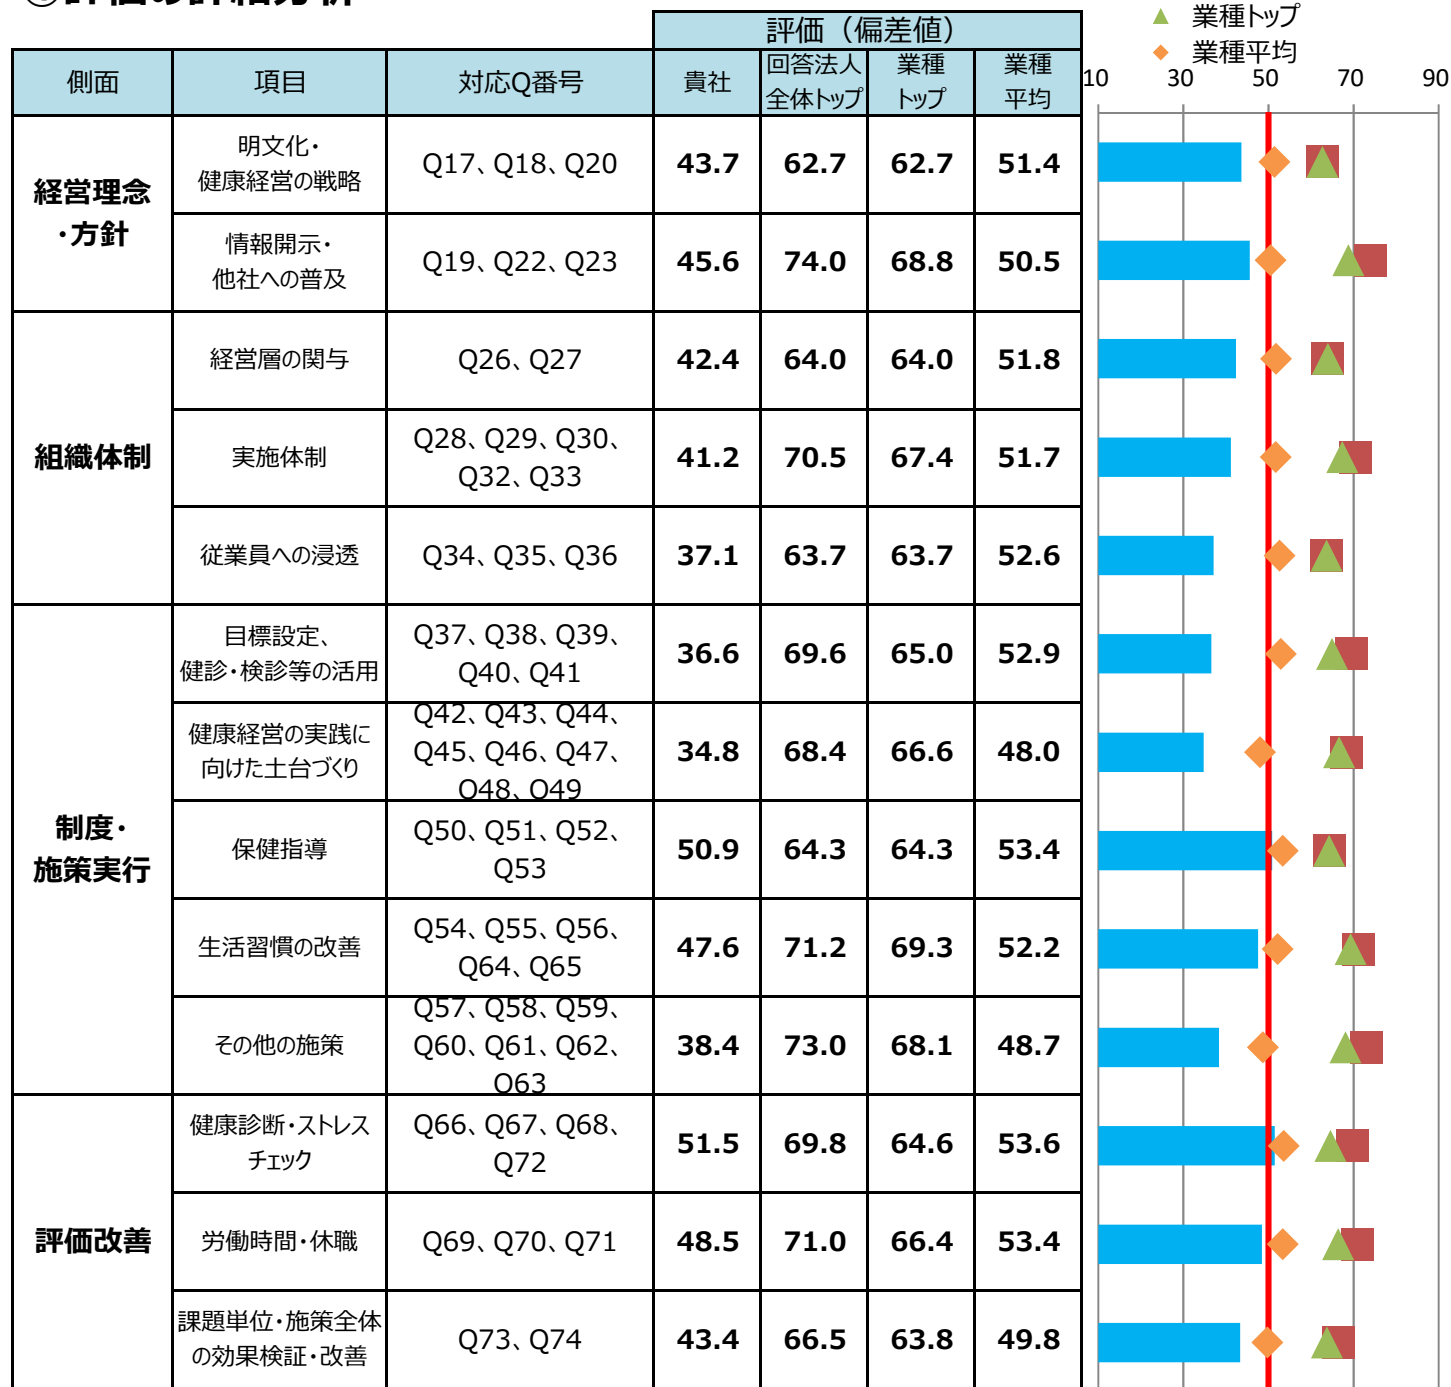 ①評価の詳細分析
▲ 業種トップ
◆ 業種平均
評価（偏差値）
側面 項目 対応Q番号 貴社 回答法人 業種 業種
全体トップ トップ 平均
10 30 50 70 90
経営理念
・方針
明文化・
健康経営の戦略
Q17、Q18、Q20 43.7 62.7 62.7 51.4
情報開示・
他社への普及
Q19、Q22、Q23 45.6 74.0 68.8 50.5
組織体制
経営層の関与 Q26、Q27 42.4 64.0 64.0 51.8
実施体制
Q28、Q29、Q30、
Q32、Q33
41.2 70.5 67.4 51.7
従業員への浸透 Q34、Q35、Q36 37.1 63.7 63.7 52.6
制度・
施策実行
目標設定、
健診・検診等の活用
Q37、Q38、Q39、
Q40、Q41
36.6 69.6 65.0 52.9
健康経営の実践に
向けた土台づくり
Q42、Q43、Q44、
Q45、Q46、Q47、
Q48、Q49
34.8 68.4 66.6 48.0
保健指導
Q50、Q51、Q52、
Q53
50.9 64.3 64.3 53.4
生活習慣の改善
Q54、Q55、Q56、
Q64、Q65
47.6 71.2 69.3 52.2
その他の施策
Q57、Q58、Q59、
Q60、Q61、Q62、
Q63
38.4 73.0 68.1 48.7
評価改善
健康診断・ストレス
チェック
Q66、Q67、Q68、
Q72
51.5 69.8 64.6 53.6
労働時間・休職 Q69、Q70、Q71 48.5 71.0 66.4 53.4
課題単位・施策全体
の効果検証・改善
Q73、Q74 43.4 66.5 63.8 49.8